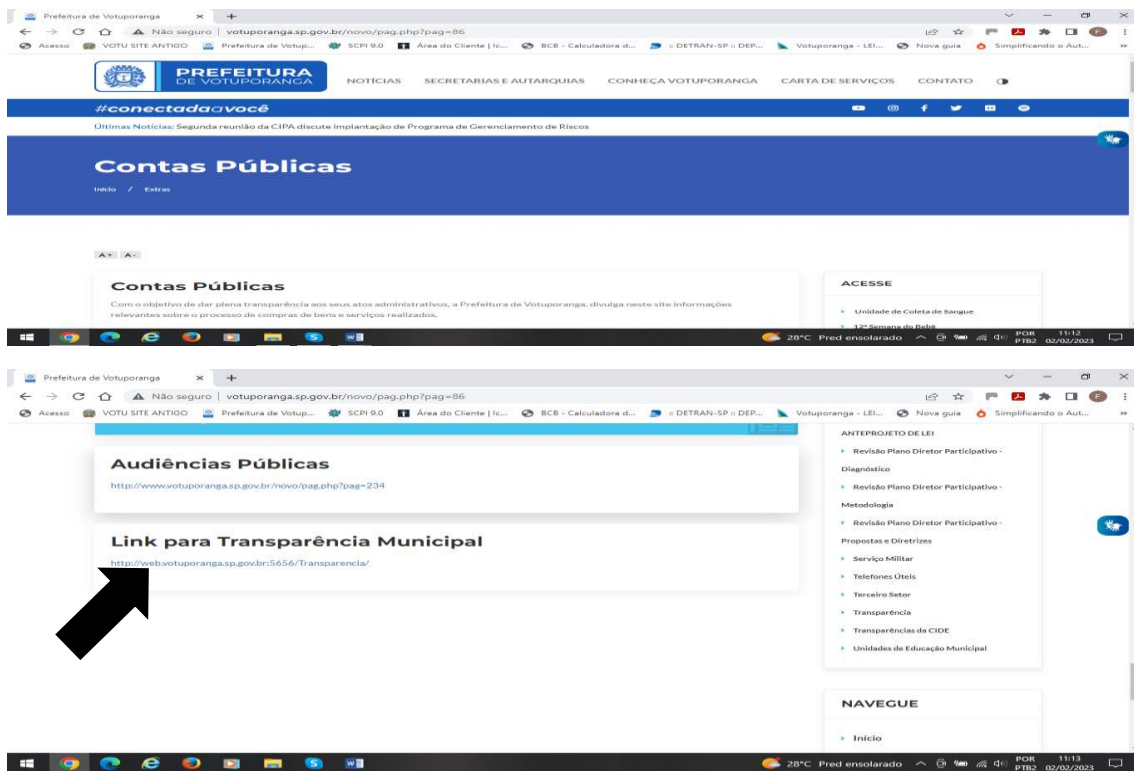 Prefeitura de Votuporanga
Não seguro | votuporanga.sp.gov.br/novo/pag.php?pag=86
Acesso VOTU SITE ANTIGO Prefeitura de Votup... SCPI 9.0 Área do Cliente | Ic... BCB - Calculadora d... :: DETRAN-SP :: DEP... Votuporanga - LEI... Nova guia Simplificando o Aut... »
PREFEITURA
DE VOTUPORANGA
NOTÍCIAS SECRETARIAS E AUTARQUIAS CONHEÇA VOTUPORANGA CARTA DE SERVIÇOS CONTATO
#conectadaavocê
Últimas Notícias: Segunda reunião da CIPA discute implantação de Programa de Gerenciamento de Riscos
Contas Públicas
Início / Extras
A+ A-
Contas Públicas
Com o objetivo de dar plena transparência aos seus atos administrativos, a Prefeitura de Votuporanga, divulga neste site informações
relevantes sobre o processo de compras de bens e serviços realizados.
ACESSE
Unidade de Coleta de Sangue
12ª Semana do Bebê
28°C Pred ensolarado POR 11:12
PTB2 02/02/2023
Prefeitura de Votuporanga
Não seguro | votuporanga.sp.gov.br/novo/pag.php?pag=86
Acesso VOTU SITE ANTIGO Prefeitura de Votup... SCPI 9.0 Área do Cliente | Ic... BCB - Calculadora d... :: DETRAN-SP :: DEP... Votuporanga - LEI... Nova guia Simplificando o Aut... »
Audiências Públicas
http://www.votuporanga.sp.gov.br/novo/pag.php?pag=234
Link para Transparência Municipal
http://web.votuporanga.sp.gov.br:5656/Transparencia/
ANTEPROJETO DE LEI
Revisão Plano Diretor Participativo -
Diagnóstico
Revisão Plano Diretor Participativo -
Metodologia
Revisão Plano Diretor Participativo -
Propostas e Diretrizes
Serviço Militar
Telefones Úteis
Terceiro Setor
Transparência
Transparências da CIDE
Unidades de Educação Municipal
NAVEGUE
Início
28°C Pred ensolarado POR 11:13
PTB2 02/02/2023